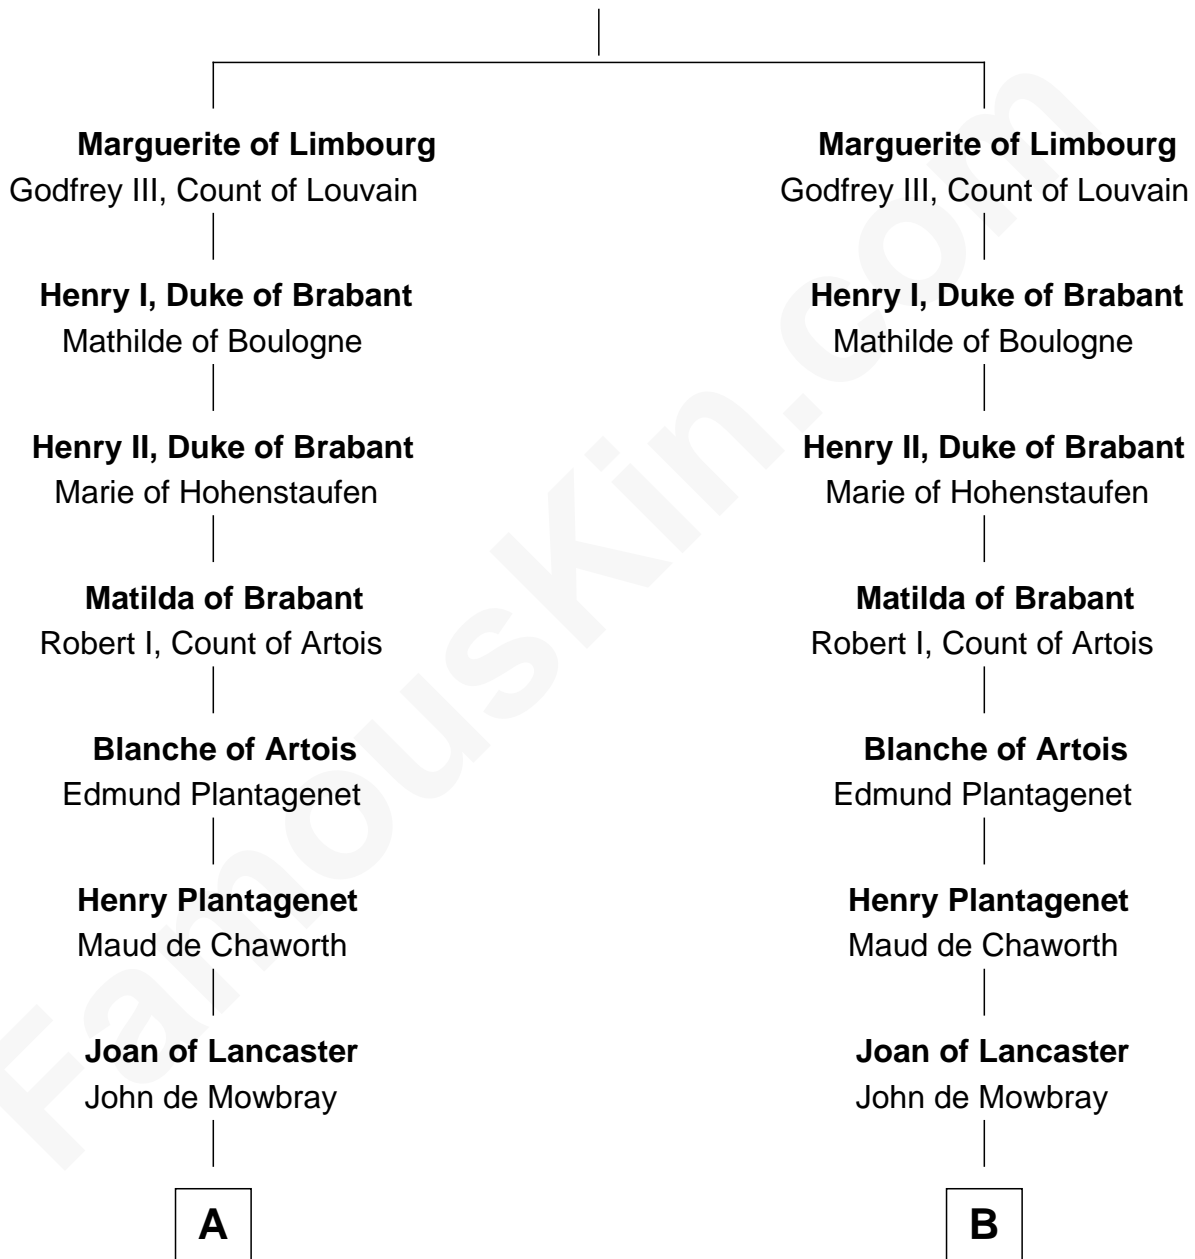 Marguerite of Limbourg
Godfrey III, Count of Louvain
Henry I, Duke of Brabant
Mathilde of Boulogne
Henry II, Duke of Brabant
Marie of Hohenstaufen
Matilda of Brabant
Robert I, Count of Artois
Blanche of Artois
Edmund Plantagenet
Henry Plantagenet
Maud de Chaworth
Joan of Lancaster
John de Mowbray
A
Marguerite of Limbourg
Godfrey III, Count of Louvain
Henry I, Duke of Brabant
Mathilde of Boulogne
Henry II, Duke of Brabant
Marie of Hohenstaufen
Matilda of Brabant
Robert I, Count of Artois
Blanche of Artois
Edmund Plantagenet
Henry Plantagenet
Maud de Chaworth
Joan of Lancaster
John de Mowbray
B
FamousKin.com